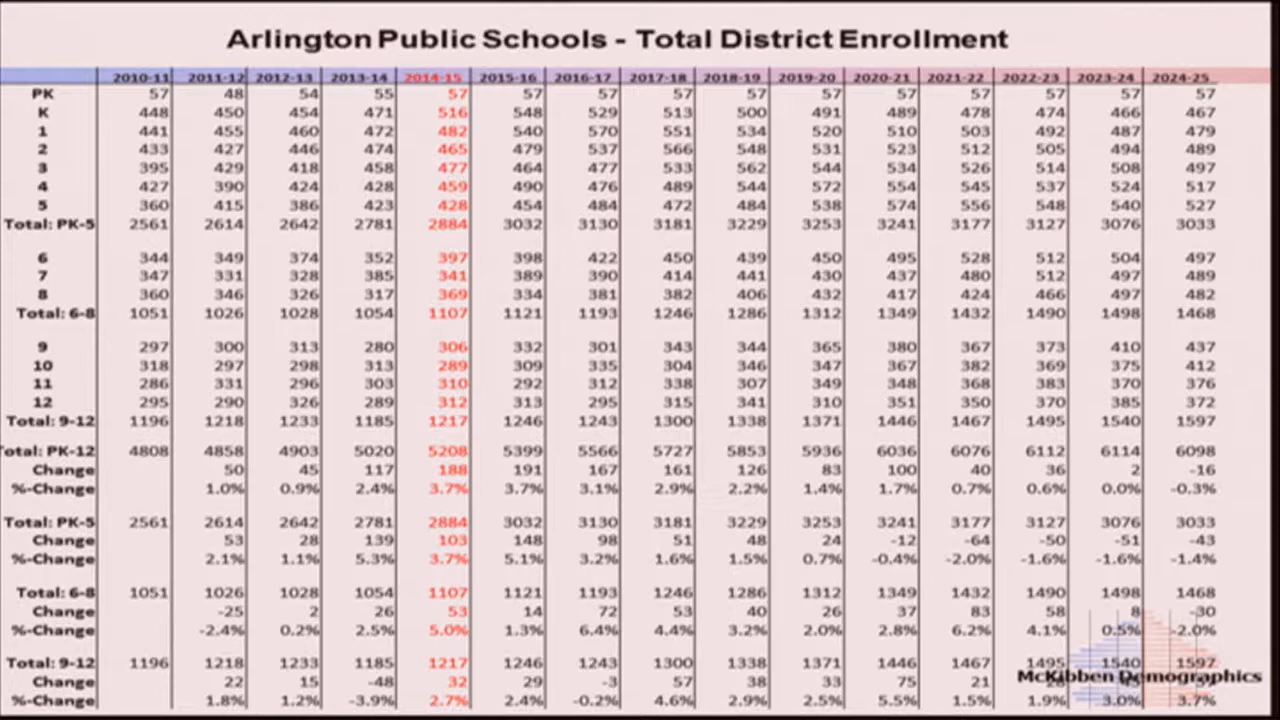 Arlington Public Schools - Total District Enrollment
2010-11 2011-12 2012-13 2013-14 2014-15 2015-16 2016-17 2017-18 2018-19 2019-20 2020-21 2021-22 2022-23 2023-24 2024-25
PK 57 48 54 55 57 57 57 57 57 57 57 57 57 57 57
K 448 450 454 471 516 548 529 513 500 491 489 478 474 466 467
1 441 455 460 472 482 540 570 551 534 520 510 503 492 487 479
2 433 427 446 474 465 479 537 566 548 531 523 512 505 494 489
3 395 429 418 458 477 464 477 533 562 544 534 526 514 508 497
4 427 390 424 428 459 490 476 489 544 572 554 545 537 524 517
5 360 415 386 423 428 454 484 472 484 538 574 556 548 540 527
Total: PK-5 2561 2614 2642 2781 2884 3032 3130 3181 3229 3253 3241 3177 3127 3076 3033
6 344 349 374 352 397 398 422 450 439 450 495 528 512 504 497
7 347 331 328 385 341 389 390 414 441 430 437 480 512 497 489
8 360 346 326 317 369 334 381 382 406 432 417 424 466 497 482
Total: 6-8 1051 1026 1028 1054 1107 1121 1193 1246 1286 1312 1349 1432 1490 1498 1468
9 297 300 313 280 306 332 301 343 344 365 380 367 373 410 437
10 318 297 298 313 289 309 335 304 346 347 367 382 369 375 412
11 286 331 296 303 310 292 312 338 307 349 348 368 383 370 376
12 295 290 326 289 312 313 295 315 341 310 351 350 370 385 372
Total: 9-12 1196 1218 1233 1185 1217 1246 1243 1300 1338 1371 1446 1467 1495 1540 1597
otal: PK-12 4808 4858 4903 5020 5208 5399 5566 5727 5853 5936 6036 6076 6112 6114 6098
Change 50 45 117 188 191 167 161 126 83 100 40 36 2 -16
%-Change 1.0% 0.9% 2.4% 3.7% 3.7% 3.1% 2.9% 2.2% 1.4% 1.7% 0.7% 0.6% 0.0% -0.3%
Total: PK-5 2561 2614 2642 2781 2884 3032 3130 3181 3229 3253 3241 3177 3127 3076 3033
Change 53 28 139 103 148 98 51 48 24 -12 -64 -50 -51 -43
%-Change 2.1% 1.1% 5.3% 3.7% 5.1% 3.2% 1.6% 1.5% 0.7% -0.4% -2.0% -1.6% -1.6% -1.4%
Total: 6-8 1051 1026 1028 1054 1107 1121 1193 1246 1286 1312 1349 1432 1490 1498 1468
Change -25 2 26 53 14 72 53 40 26 37 83 58 8 -30
%-Change -2.4% 0.2% 2.5% 5.0% 1.3% 6.4% 4.4% 3.2% 2.0% 2.8% 6.2% 4.1% 0.5% -2.0%
Total: 9-12 1196 1218 1233 1185 1217 1246 1243 1300 1338 1371 1446 1467 1495 1540 1597
Change 22 15 -48 32 29 -3 57 38 33 75 21
McKibben Demographics
%-Change 1.8% 1.2% -3.9% 2.7% 2.4% -0.2% 4.6% 2.9% 2.5% 5.5% 1.5% 1.9% 3.0% 3.7%